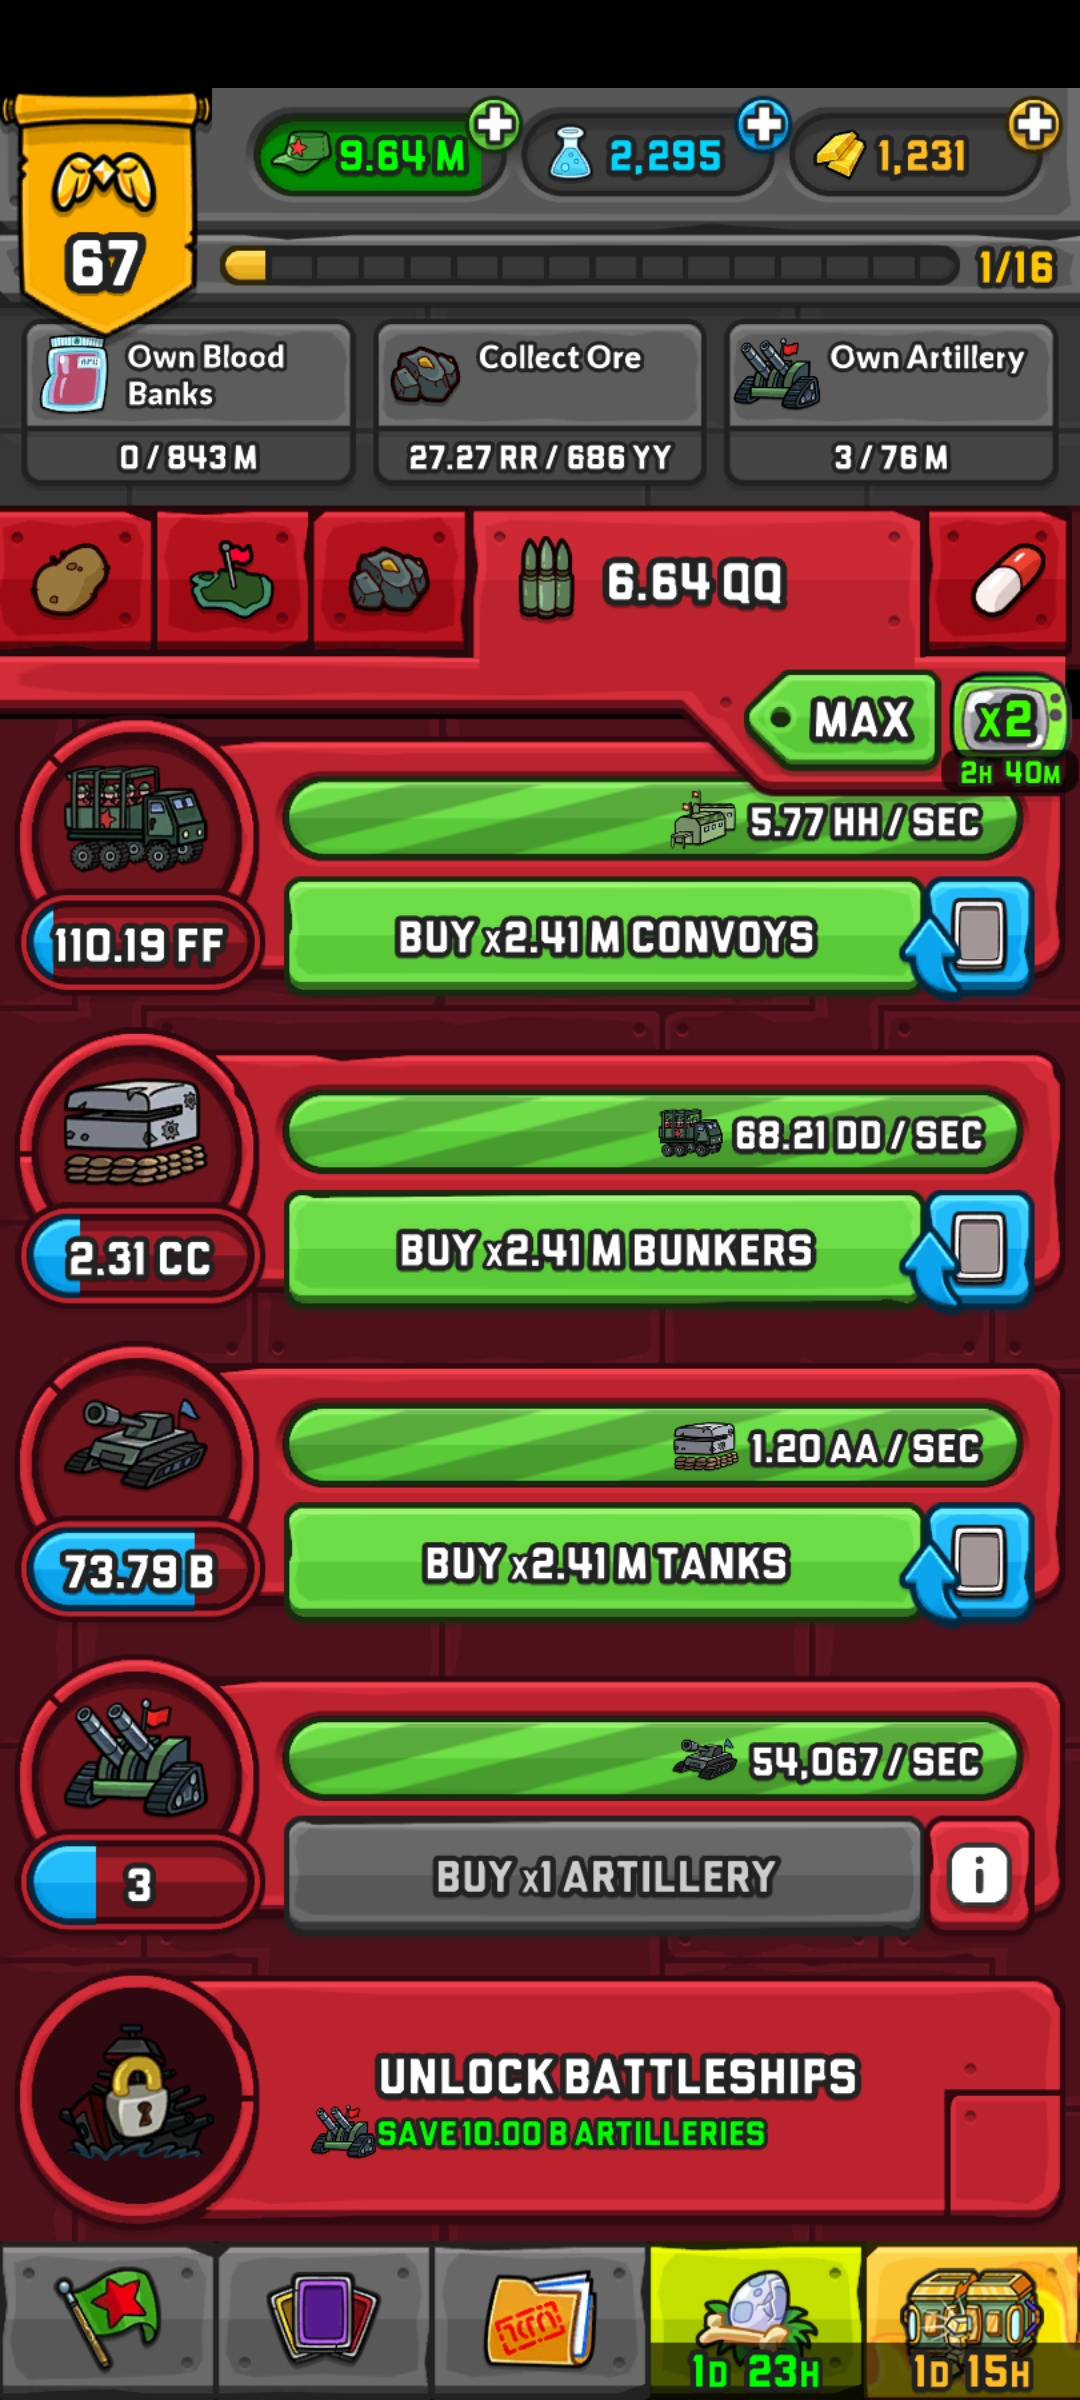 9.64 M
2,295
1,231
67
1/16
Own Blood
Banks
0 / 843 M
Collect Ore
27.27 RR / 686 YY
Own Artillery
3 / 76 M
6.64 QQ
MAX
x2
2H 40M
5.77 HH / SEC
110.19 FF
BUY x2.41 M CONVOYS
68.21 DD / SEC
2.31 CC
BUY x2.41 M BUNKERS
1.20 AA / SEC
73.79 B
BUY x2.41 M TANKS
54,067 / SEC
3
BUY x1 ARTILLERY
i
UNLOCK BATTLESHIPS
SAVE 10.00 B ARTILLERIES
1D 23H
1D 15H